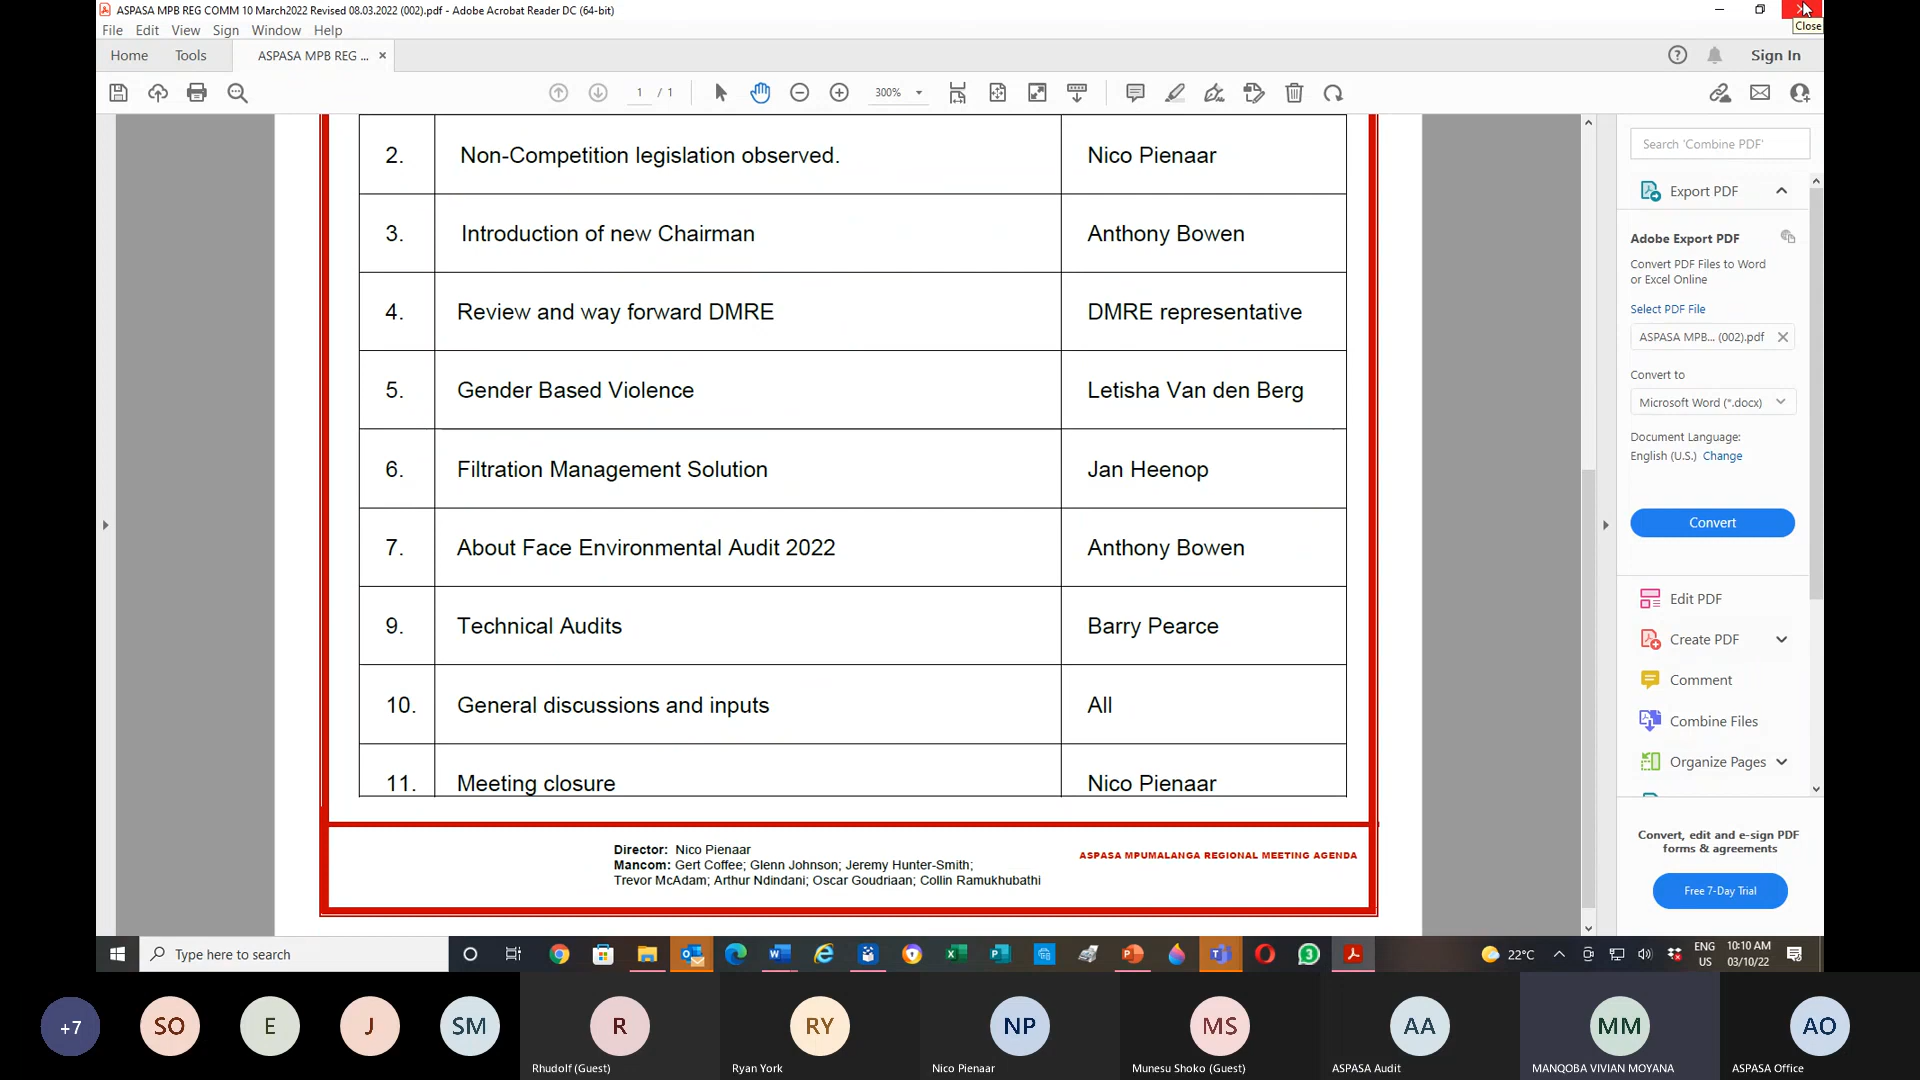 ASPASA MPB REG COMM 10 March2022 Revised 08.03.2022 (002).pdf - Adobe Acrobat Reader DC (64-bit)
Close
File Edit View Sign Window Help
Home Tools ASPASA MPB REG ... Sign In
1 / 1 300%
Search 'Combine PDF'
Export PDF
Adobe Export PDF
Convert PDF Files to Word
or Excel Online
Select PDF File
ASPASA MPB... (002).pdf
Convert to
Microsoft Word (*.docx)
Document Language:
English (U.S.) Change
Convert
Edit PDF
Create PDF
Comment
Combine Files
Organize Pages
Convert, edit and e-sign PDF
forms & agreements
Free 7-Day Trial
2. Non-Competition legislation observed. Nico Pienaar
3. Introduction of new Chairman Anthony Bowen
4. Review and way forward DMRE DMRE representative
5. Gender Based Violence Letisha Van den Berg
6. Filtration Management Solution Jan Heenop
7. About Face Environmental Audit 2022 Anthony Bowen
9. Technical Audits Barry Pearce
10. General discussions and inputs All
11. Meeting closure Nico Pienaar
Director: Nico Pienaar
Mancom: Gert Coffee; Glenn Johnson; Jeremy Hunter-Smith;
Trevor McAdam; Arthur Ndindani; Oscar Goudriaan; Collin Ramukhubathi
ASPASA MPUMALANGA REGIONAL MEETING AGENDA
Type here to search
22°C
ENG
US
10:10 AM
03/10/22
+7 SO E J SM R RY NP MS AA MM AO
Rhudolf (Guest) Ryan York Nico Pienaar Munesu Shoko (Guest) ASPASA Audit MANQOBA VIVIAN MOYANA ASPASA Office